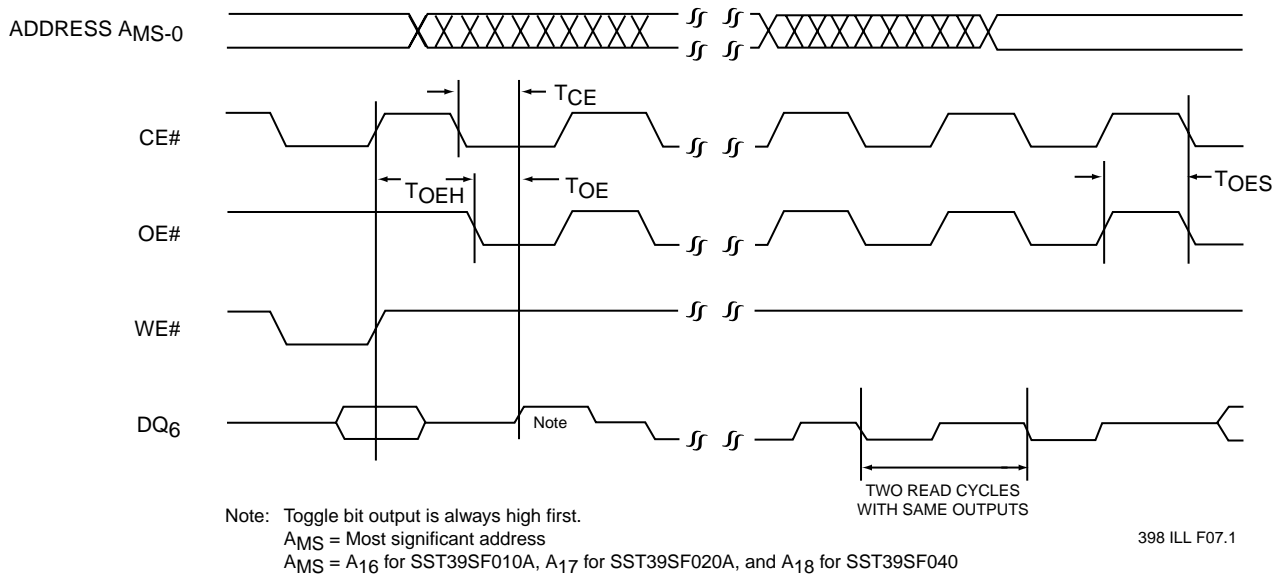 ADDRESS AMS-0
TCE
CE#
TOEH
TOE
TOES
OE#
WE#
DQ6
Note
TWO READ CYCLES
WITH SAME OUTPUTS
Note: Toggle bit output is always high first.
AMS = Most significant address
398 ILL F07.1
AMS = A16 for SST39SF010A, A17 for SST39SF020A, and A18 for SST39SF040